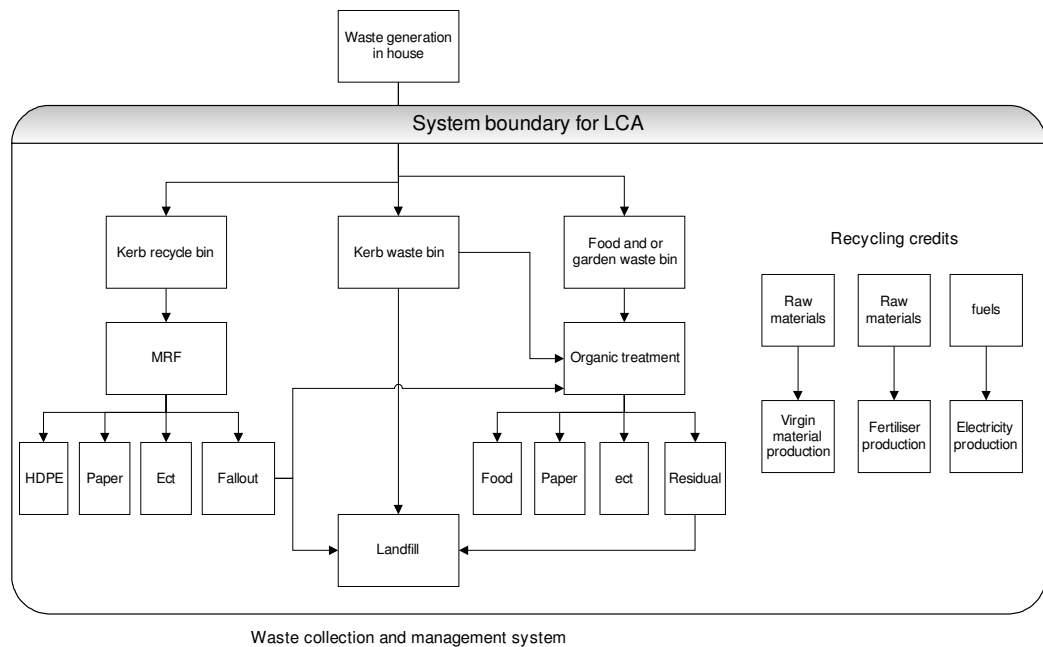 Waste generation
in house
System boundary for LCA
Kerb recycle bin
Kerb waste bin
Food and or
garden waste bin
Recycling credits
Raw
materials
Raw
materials
fuels
MRF
Organic treatment
Virgin
material
production
Fertiliser
production
Electricity
production
HDPE
Paper
Ect
Fallout
Food
Paper
ect
Residual
Landfill
Waste collection and management system